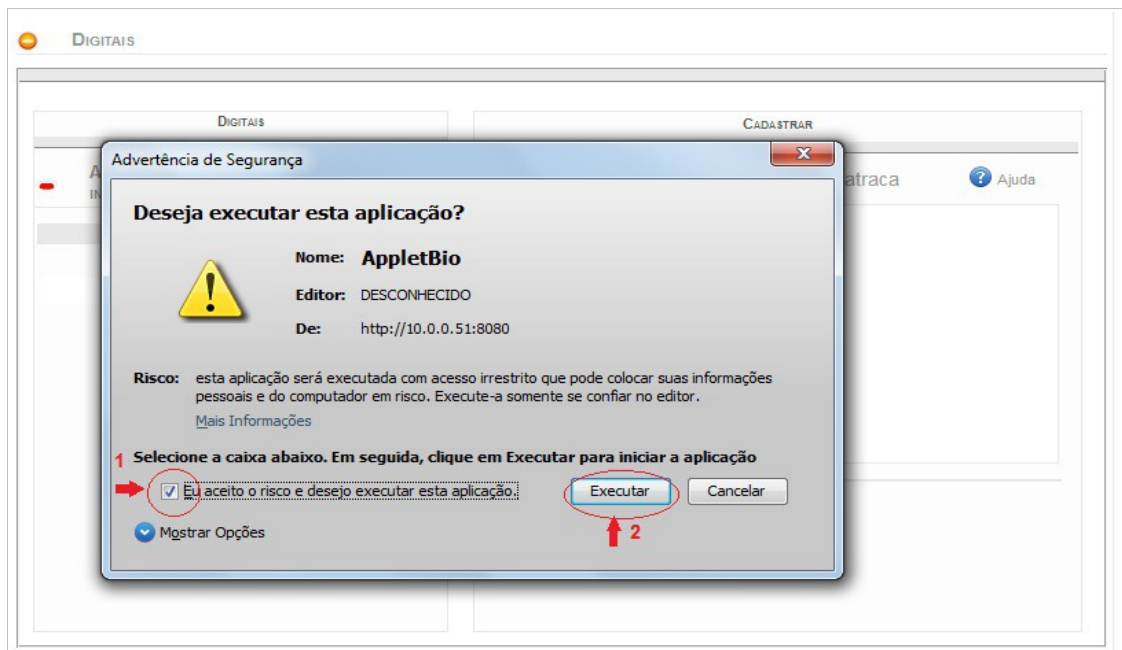 DIGITAIS
DIGITAIS
CADASTRAR
Advertência de Segurança
atraca
? Ajuda
Deseja executar esta aplicação?
Nome: AppletBio
Editor: DESCONHECIDO
De: http://10.0.0.51:8080
Risco: esta aplicação será executada com acesso irrestrito que pode colocar suas informações
pessoais e do computador em risco. Execute-a somente se confiar no editor.
Mais Informações
1 Selecione a caixa abaixo. Em seguida, clique em Executar para iniciar a aplicação
Eu aceito o risco e desejo executar esta aplicação.
Executar
Cancelar
Mostrar Opções
2